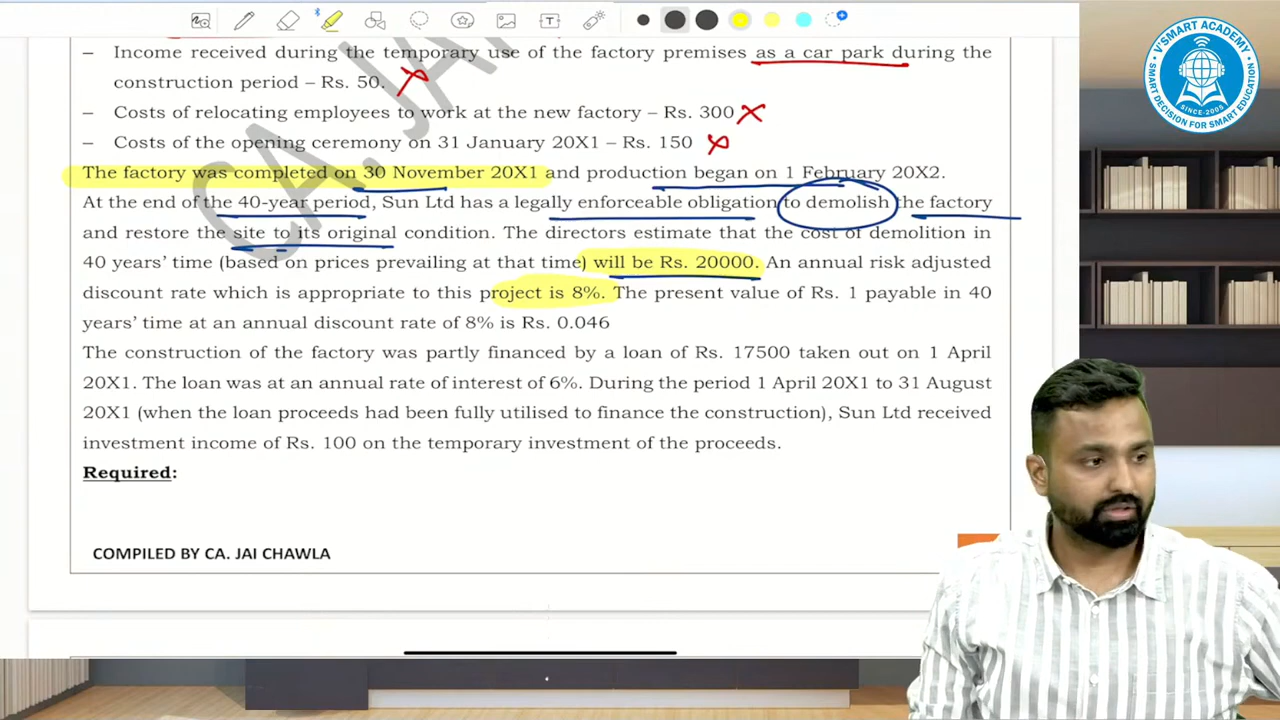 – Income received during the temporary use of the factory premises as a car park during the
construction period – Rs. 50.
– Costs of relocating employees to work at the new factory – Rs. 300
– Costs of the opening ceremony on 31 January 20X1 – Rs. 150
The factory was completed on 30 November 20X1 and production began on 1 February 20X2.
At the end of the 40-year period, Sun Ltd has a legally enforceable obligation to demolish the factory
and restore the site to its original condition. The directors estimate that the cost of demolition in
40 years’ time (based on prices prevailing at that time) will be Rs. 20000. An annual risk adjusted
discount rate which is appropriate to this project is 8%. The present value of Rs. 1 payable in 40
years’ time at an annual discount rate of 8% is Rs. 0.046
The construction of the factory was partly financed by a loan of Rs. 17500 taken out on 1 April
20X1. The loan was at an annual rate of interest of 6%. During the period 1 April 20X1 to 31 August
20X1 (when the loan proceeds had been fully utilised to finance the construction), Sun Ltd received
investment income of Rs. 100 on the temporary investment of the proceeds.
Required:
COMPILED BY CA. JAI CHAWLA
CA. JAI
V'SMART ACADEMY
SINCE-2005
SMART DECISION FOR SMART EDUCATION